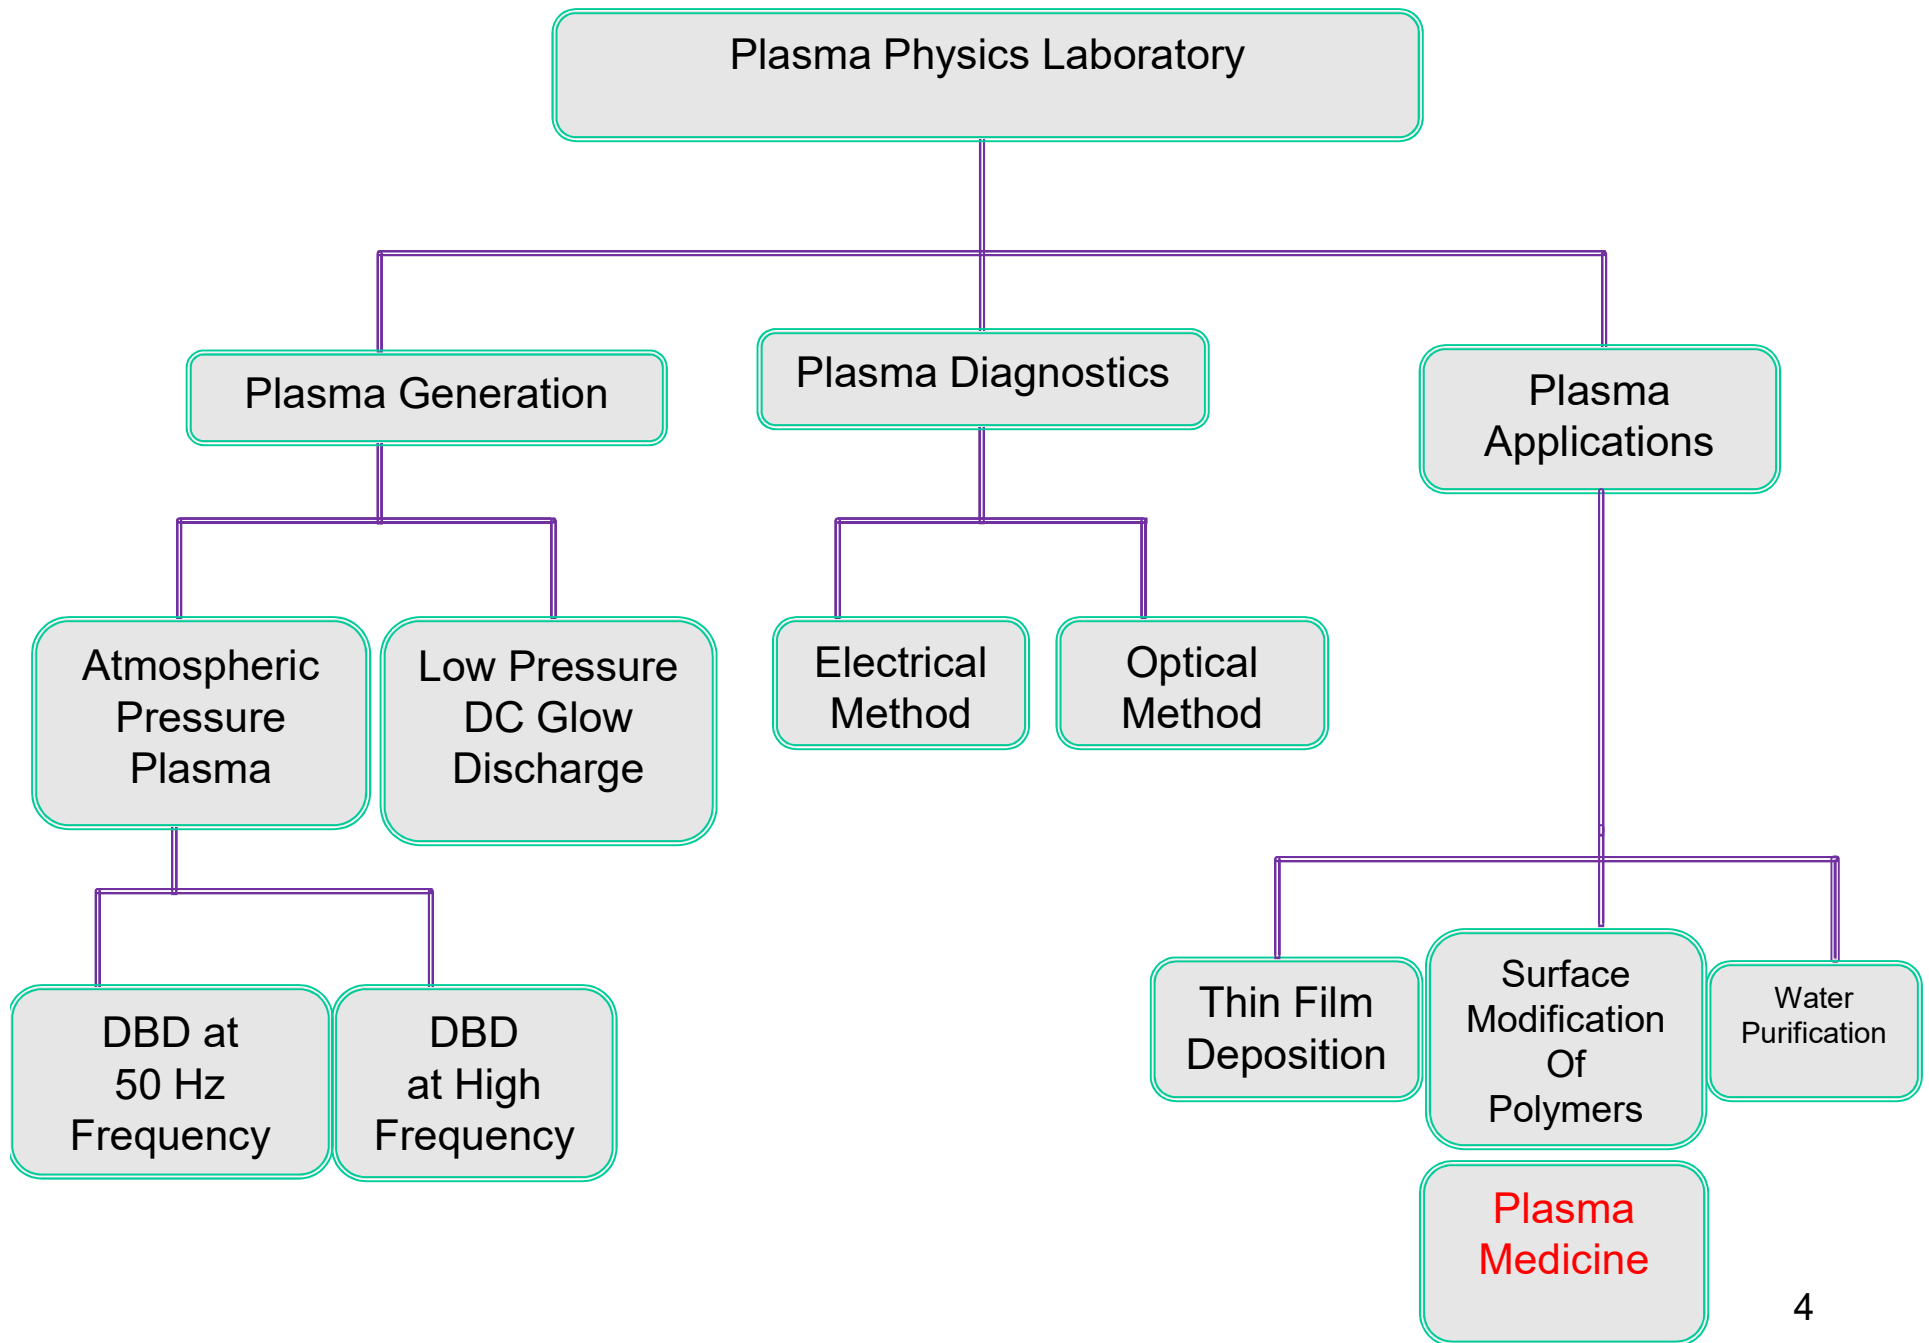 Plasma Physics Laboratory
Plasma Generation
Plasma Diagnostics
Plasma
Applications
Atmospheric
Pressure
Plasma
Low Pressure
DC Glow
Discharge
Electrical
Method
Optical
Method
DBD at
50 Hz
Frequency
DBD
at High
Frequency
Thin Film
Deposition
Surface
Modification
Of
Polymers
Water
Purification
Plasma
Medicine
4